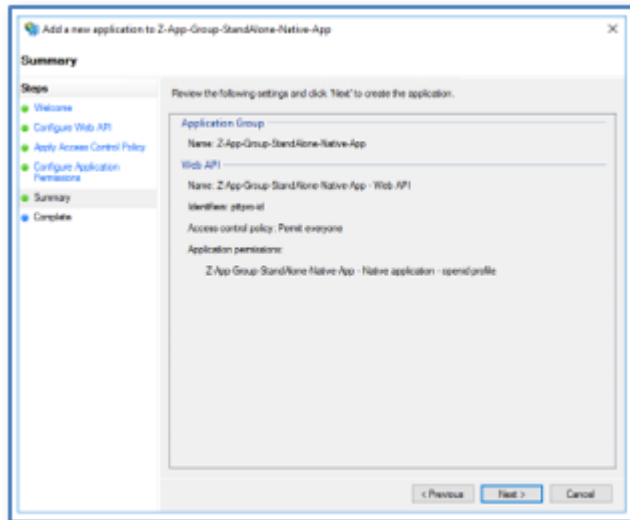 Add a new application to Z-App-Group-StandAlone-Native-App
Summary
Steps
Welcome
Configure Web API
Apply Access Control Policy
Configure Application
Permissions
Summary
Complete
Review the following settings and click 'Next' to create the application.
Application Group
Name: Z-App-Group-StandAlone-Native-App
Web API
Name: Z-App-Group-StandAlone-Native-App - Web API
Identifiers:
Access control policy: Permit everyone
Application permissions:
Z-App-Group-StandAlone-Native-App - Native application - openid profile
< Previous
Next >
Cancel